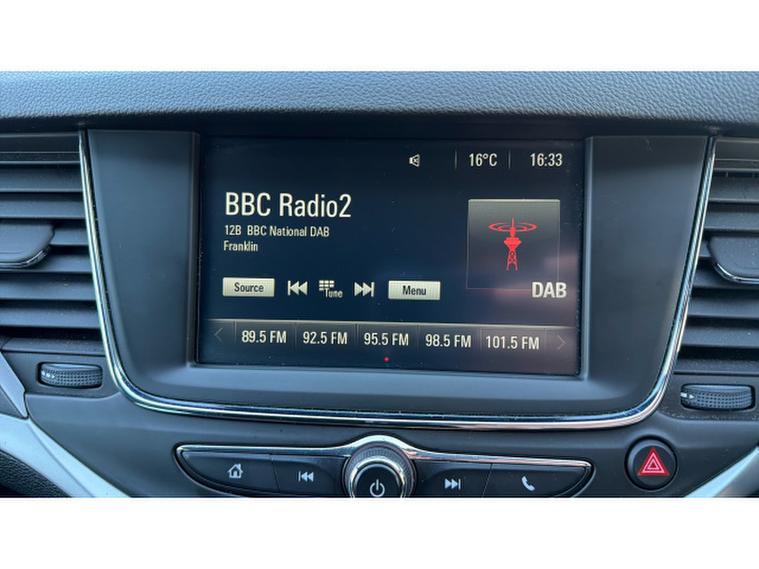 16°C 16:33
BBC Radio2
12B BBC National DAB
Franklin
Source Tune Menu
DAB
89.5 FM 92.5 FM 95.5 FM 98.5 FM 101.5 FM